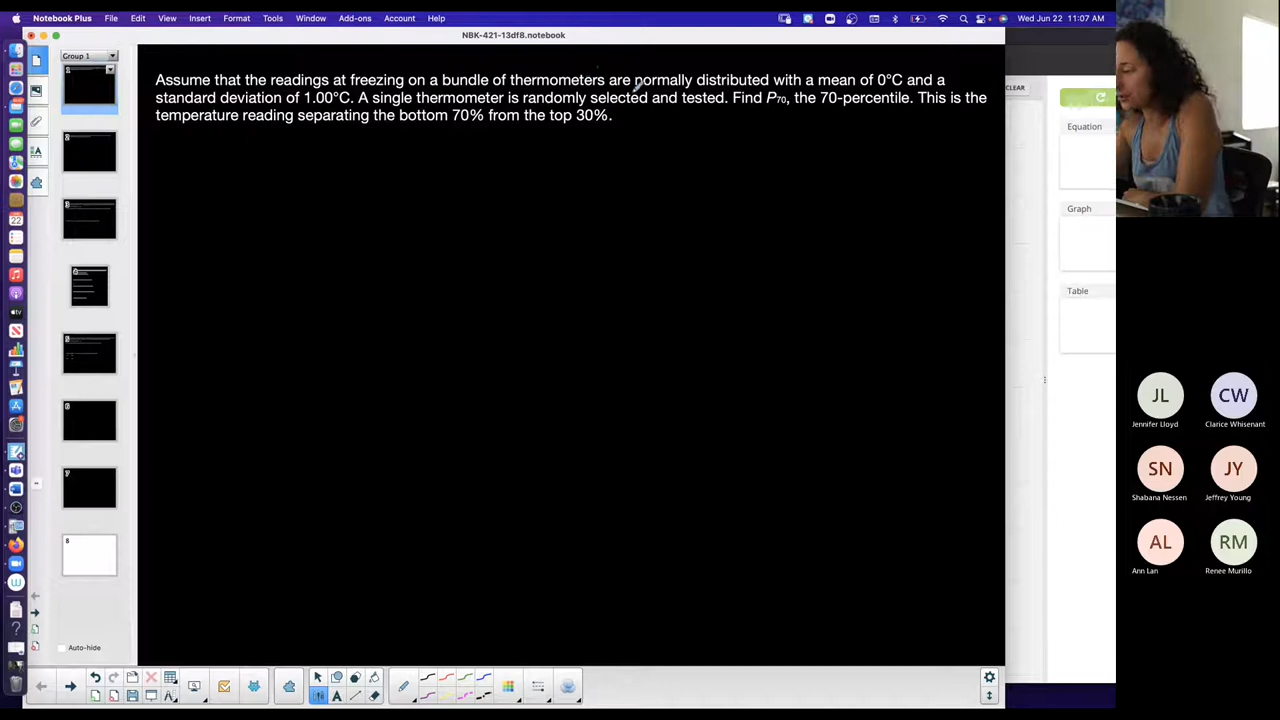 Notebook Plus File Edit View Insert Format Tools Window Add-ons Account Help Wed Jun 22 11:07 AM
NBK-421-13df8.notebook
Group 1
Assume that the readings at freezing on a bundle of thermometers are normally distributed with a mean of 0°C and a
standard deviation of 1.00°C. A single thermometer is randomly selected and tested. Find P70, the 70-percentile. This is the
temperature reading separating the bottom 70% from the top 30%.
CLEAR
Equation
Graph
Table
JL CW
Jennifer Lloyd Clarice Whisenant
SN JY
Shabana Nessen Jeffrey Young
AL RM
Ann Lan Renee Murillo
8
Auto-hide